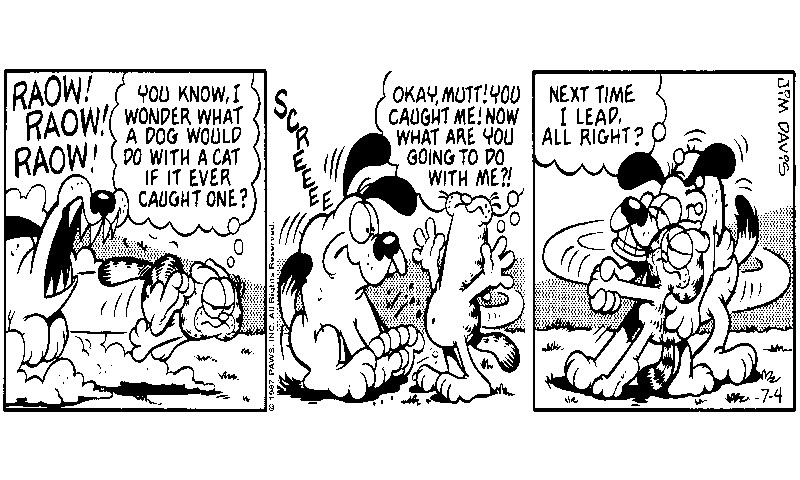 RAOW!
RAOW!
RAOW!
YOU KNOW, I
WONDER WHAT
A DOG WOULD
DO WITH A CAT
IF IT EVER
CAUGHT ONE?
© 1987 PAWS, INC. All Rights Reserved.
SCREEEEE
OKAY, MUTT! YOU
CAUGHT ME! NOW
WHAT ARE YOU
GOING TO DO
WITH ME?!
NEXT TIME
I LEAD,
ALL RIGHT?
JIM DAVIS
7-4